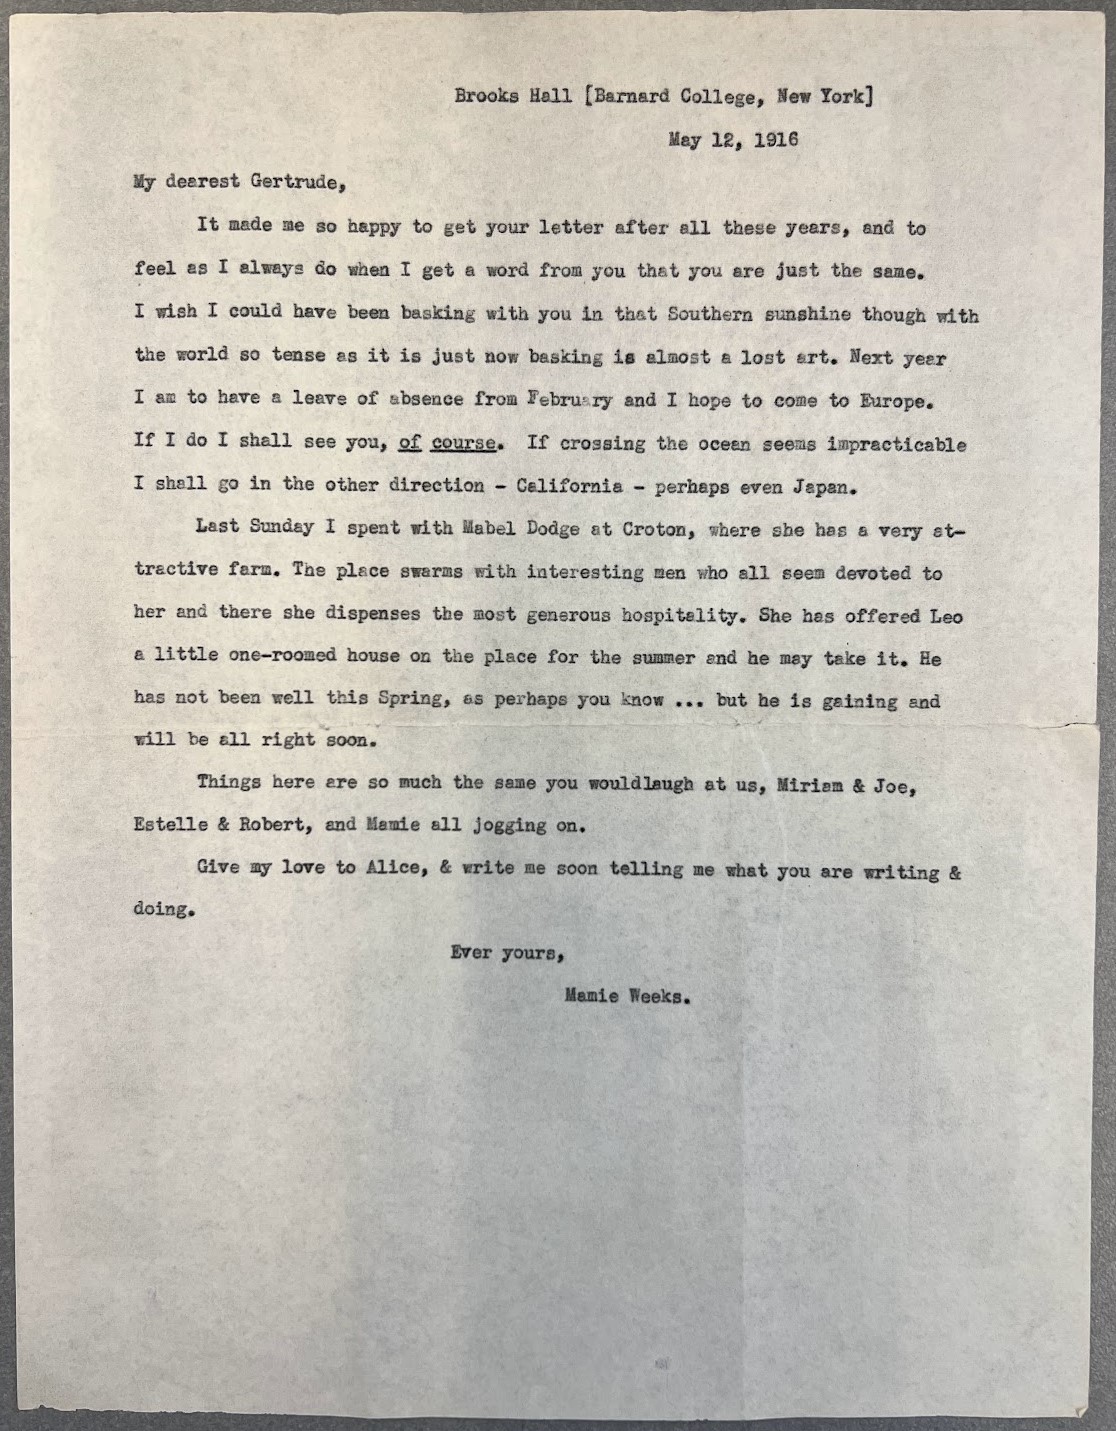 Brooks Hall [Barnard College, New York]
May 12, 1916
My dearest Gertrude,
It made me so happy to get your letter after all these years, and to
feel as I always do when I get a word from you that you are just the same.
I wish I could have been basking with you in that Southern sunshine though with
the world so tense as it is just now basking is almost a lost art. Next year
I am to have a leave of absence from February and I hope to come to Europe.
If I do I shall see you, of course. If crossing the ocean seems impracticable
I shall go in the other direction - California - perhaps even Japan.
Last Sunday I spent with Mabel Dodge at Croton, where she has a very at-
tractive farm. The place swarms with interesting men who all seem devoted to
her and there she dispenses the most generous hospitality. She has offered Leo
a little one-roomed house on the place for the summer and he may take it. He
has not been well this Spring, as perhaps you know ... but he is gaining and
will be all right soon.
Things here are so much the same you wouldlaugh at us, Miriam & Joe,
Estelle & Robert, and Mamie all jogging on.
Give my love to Alice, & write me soon telling me what you are writing &
doing.
Ever yours,
Mamie Weeks.